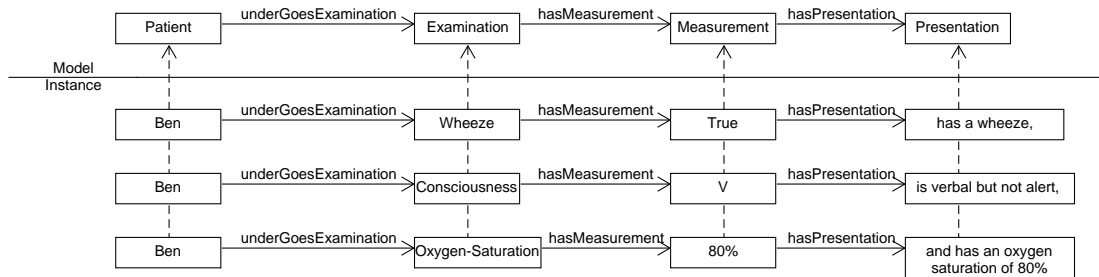 Patient underGoesExamination Examination hasMeasurement Measurement hasPresentation Presentation
Model
Instance
Ben underGoesExamination Wheeze hasMeasurement True hasPresentation has a wheeze,
Ben underGoesExamination Consciousness hasMeasurement V hasPresentation is verbal but not alert,
Ben underGoesExamination Oxygen-Saturation hasMeasurement 80% hasPresentation and has an oxygen
saturation of 80%